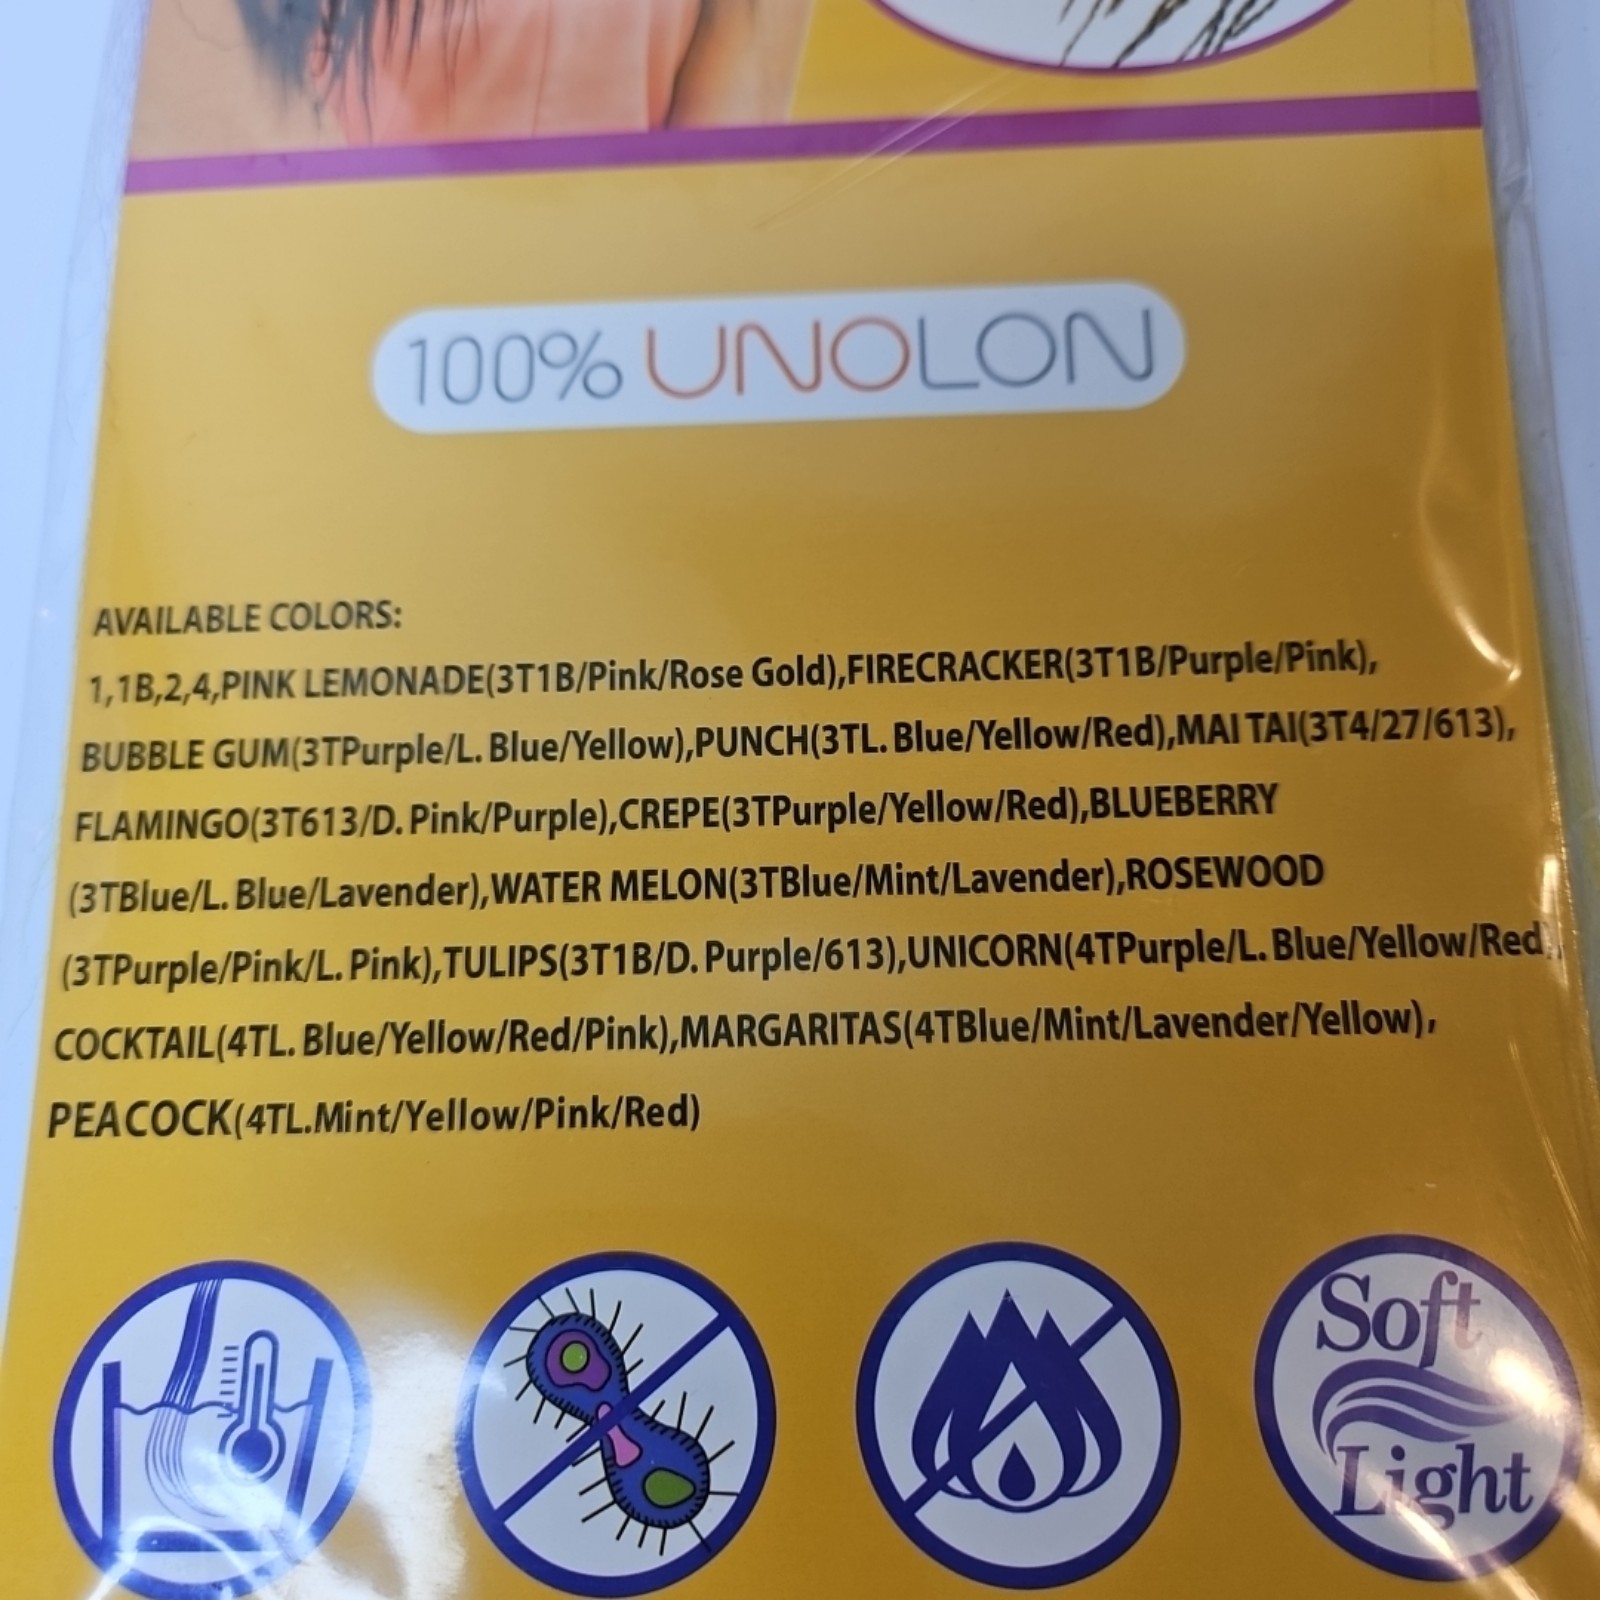 100% UNOLON
AVAILABLE COLORS:
1,1B,2,4,PINK LEMONADE(3T1B/Pink/Rose Gold),FIRECRACKER(3T1B/Purple/Pink),
BUBBLE GUM(3TPurple/L. Blue/Yellow),PUNCH(3TL. Blue/Yellow/Red),MAI TAI(3T4/27/613),
FLAMINGO(3T613/D. Pink/Purple),CREPE(3TPurple/Yellow/Red),BLUEBERRY
(3TBlue/L. Blue/Lavender),WATER MELON(3TBlue/Mint/Lavender),ROSEWOOD
(3TPurple/Pink/L. Pink),TULIPS(3T1B/D. Purple/613),UNICORN(4TPurple/L. Blue/Yellow/Red),
COCKTAIL(4TL. Blue/Yellow/Red/Pink),MARGARITAS(4TBlue/Mint/Lavender/Yellow),
PEACOCK(4TL.Mint/Yellow/Pink/Red)
Soft
Light